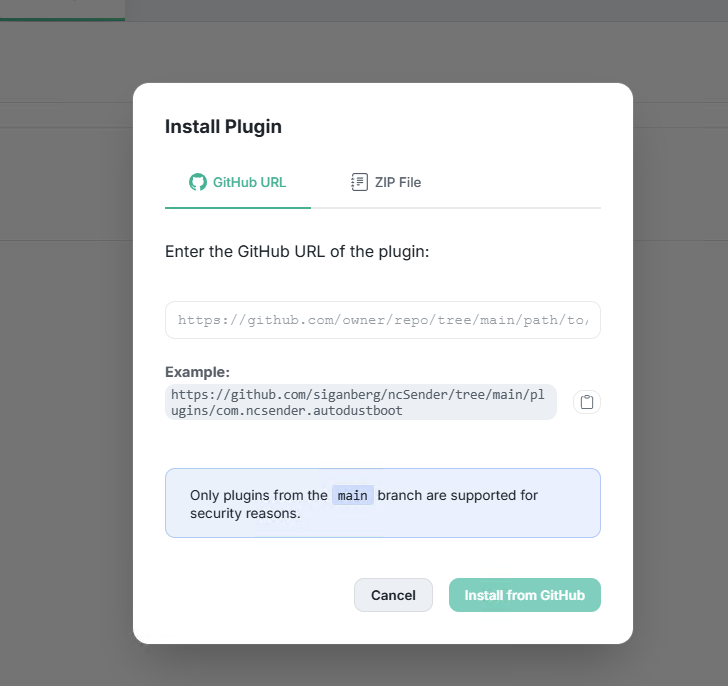 Install Plugin
GitHub URL
ZIP File
Enter the GitHub URL of the plugin:
https://github.com/owner/repo/tree/main/path/to/
Example:
https://github.com/siganberg/ncSender/tree/main/pl
ugins/com.ncsender.autodustboot
Only plugins from the main branch are supported for
security reasons.
Cancel
Install from GitHub